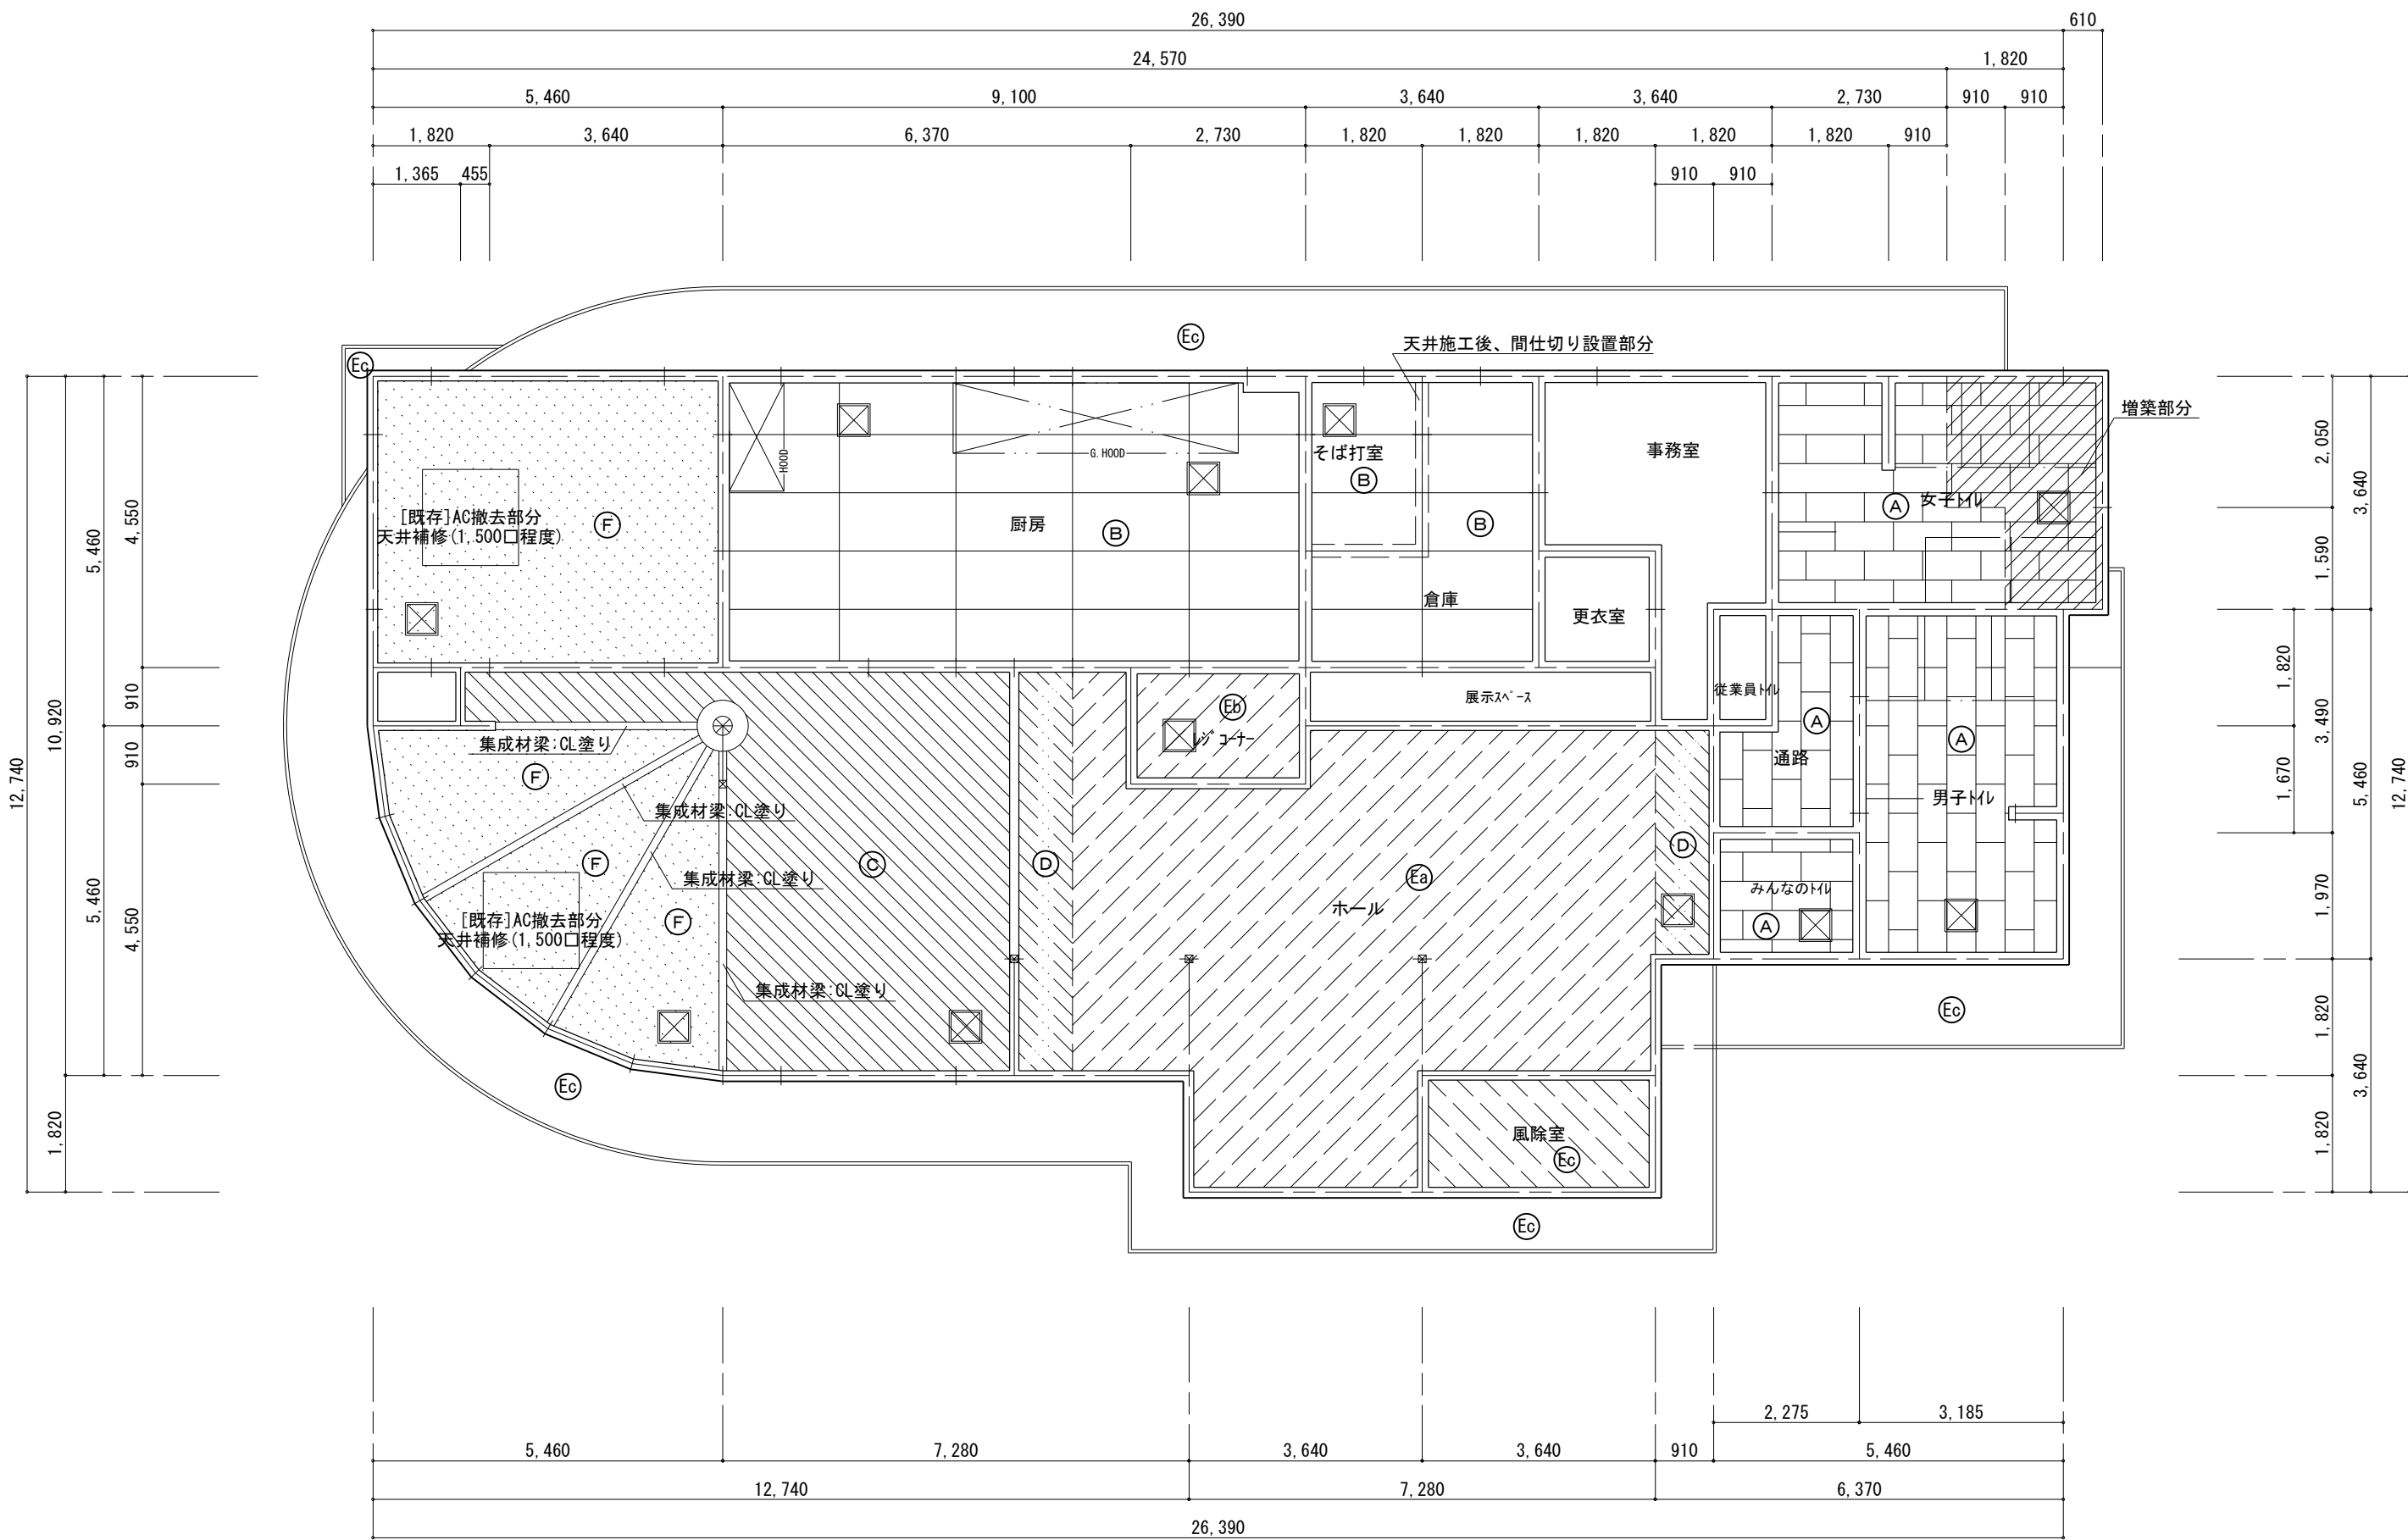 26,390
610
24,570
1,820
5,460
9,100
3,640
3,640
2,730
910
910
1,820
3,640
6,370
2,730
1,820
1,820
1,820
1,820
1,820
910
1,365
455
910
910
Ec
天井施工後、間仕切り設置部分
Ec
増築部分
HOOD
G.HOOD
そば打室
B
事務室
女子トイレ
A
[既存]AC撤去部分
天井補修(1,500口程度)
F
厨房
B
B
倉庫
更衣室
従業員トイレ
展示スペース
Eb
レジコーナー
A
A
集成材梁:CL塗り
F
通路
男子トイレ
集成材梁:CL塗り
F
C
D
D
集成材梁:CL塗り
Ea
ホール
みんなのトイレ
A
[既存]AC撤去部分
天井補修(1,500口程度)
F
集成材梁:CL塗り
Ec
Ec
風除室
Ec
Ec
12,740
10,920
1,820
5,460
5,460
4,550
910
910
4,550
2,050
1,590
1,820
3,490
1,670
1,970
1,820
1,820
3,640
5,460
3,640
12,740
2,275
3,185
5,460
7,280
3,640
3,640
910
5,460
12,740
7,280
6,370
26,390